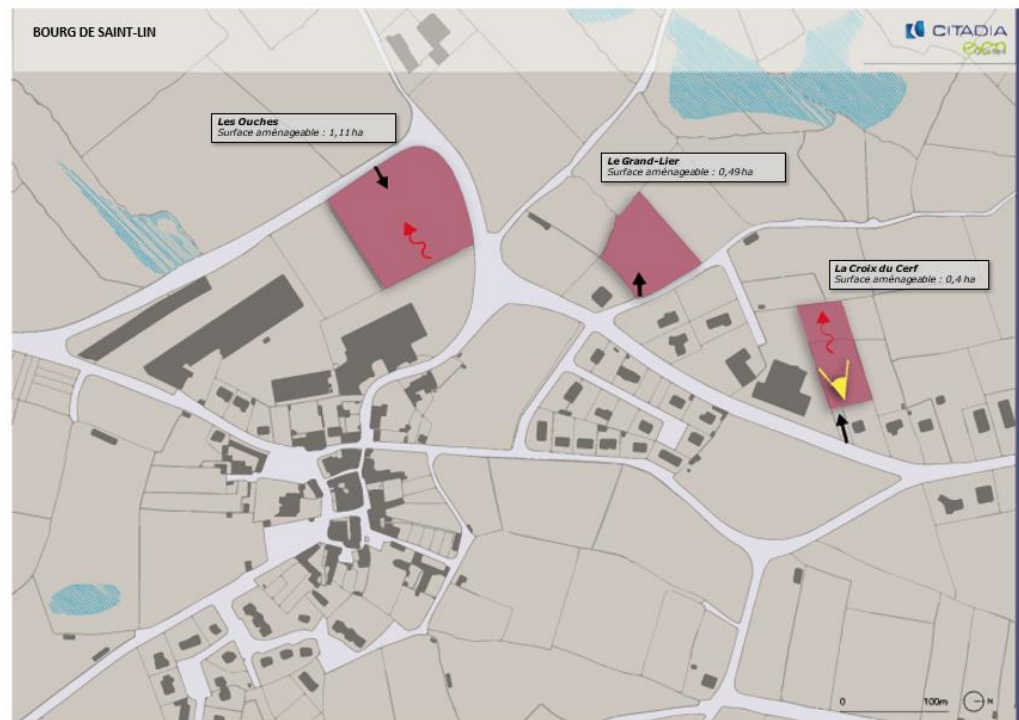 BOURG DE SAINT-LIN
CITADIA
Les Ouches
Surface aménageable : 1,11 ha
Le Grand-Lier
Surface aménageable : 0,49 ha
La Croix du Cerf
Surface aménageable : 0,4 ha
0 100m N